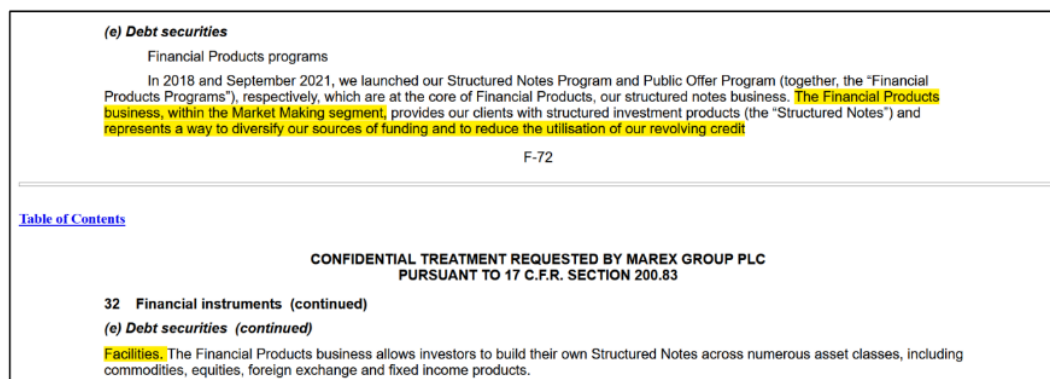 (e) Debt securities
Financial Products programs
In 2018 and September 2021, we launched our Structured Notes Program and Public Offer Program (together, the “Financial
Products Programs”), respectively, which are at the core of Financial Products, our structured notes business. The Financial Products
business, within the Market Making segment, provides our clients with structured investment products (the “Structured Notes”) and
represents a way to diversify our sources of funding and to reduce the utilisation of our revolving credit
F-72
Table of Contents
CONFIDENTIAL TREATMENT REQUESTED BY MAREX GROUP PLC
PURSUANT TO 17 C.F.R. SECTION 200.83
32 Financial instruments (continued)
(e) Debt securities (continued)
Facilities. The Financial Products business allows investors to build their own Structured Notes across numerous asset classes, including
commodities, equities, foreign exchange and fixed income products.